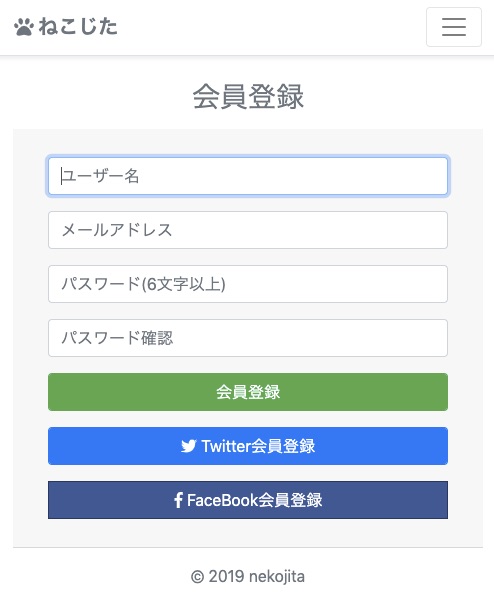 ねこじた
会員登録
ユーザー名
メールアドレス
パスワード(6文字以上)
パスワード確認
会員登録
Twitter会員登録
FaceBook会員登録
© 2019 nekojita